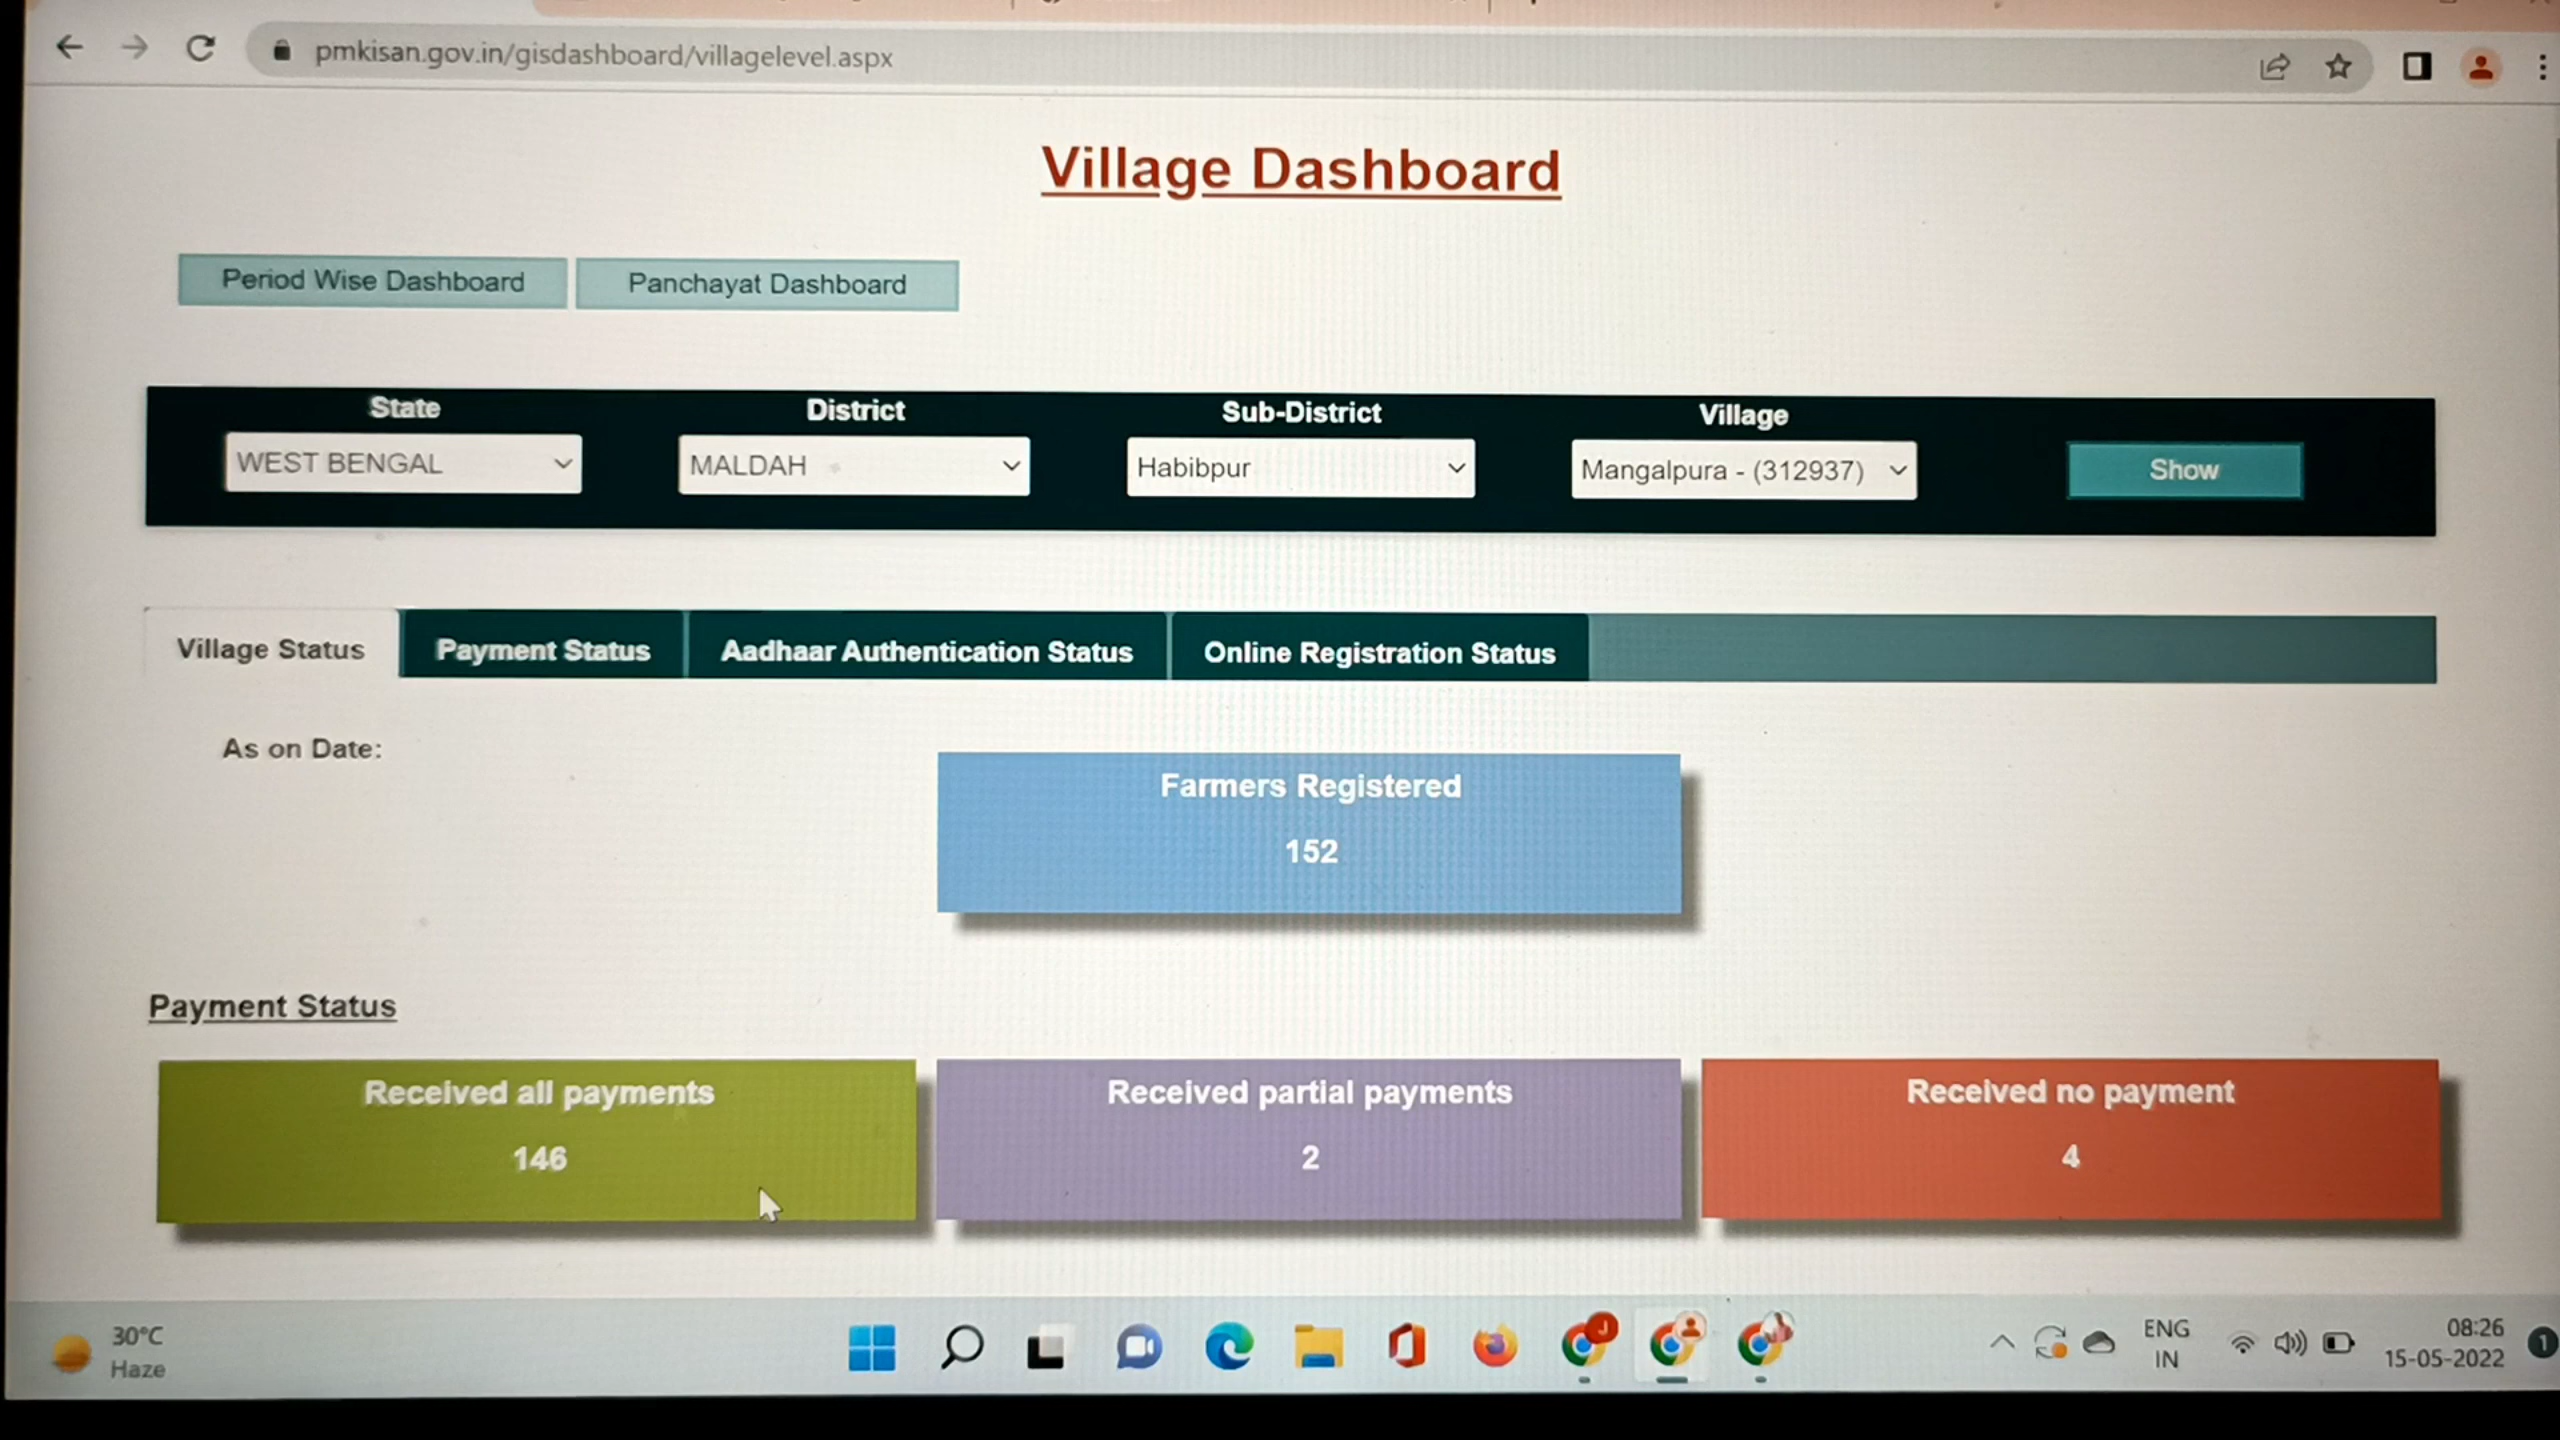 pmkisan.gov.in/gisdashboard/villagelevel.aspx
Village Dashboard
Period Wise Dashboard Panchayat Dashboard
State District Sub-District Village
WEST BENGAL MALDAH Habibpur Mangalpura - (312937) Show
Village Status Payment Status Aadhaar Authentication Status Online Registration Status
As on Date:
Farmers Registered
152
Payment Status
Received all payments Received partial payments Received no payment
146 2 4
30°C ENG 08:26
Haze IN 15-05-2022
J
1